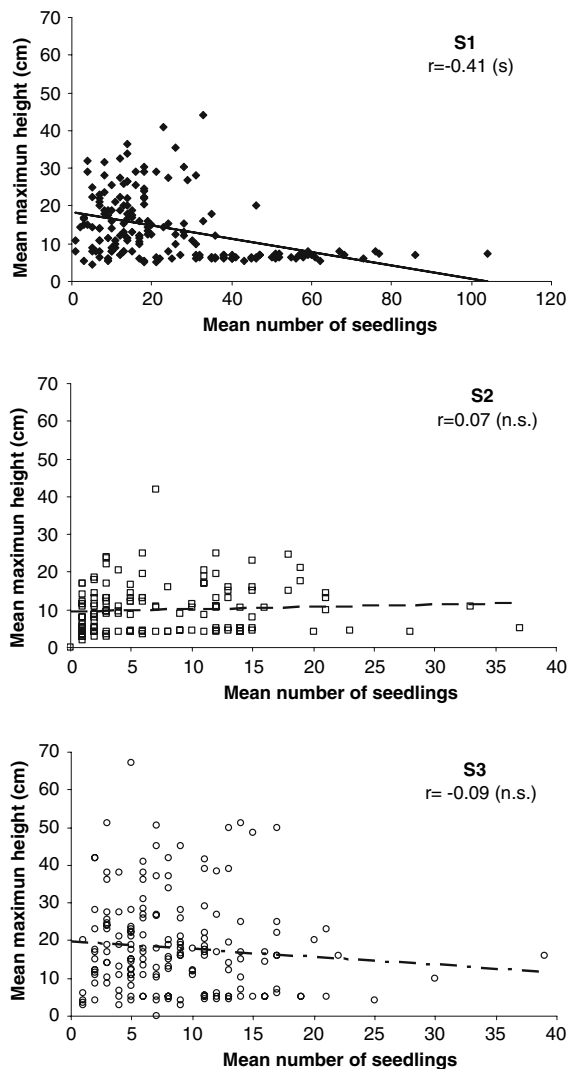 S1
r=-0.41 (s)
Mean maximun height (cm)
70
60
50
40
30
20
10
0
0 20 40 60 80 100 120
Mean number of seedlings
S2
r=0.07 (n.s.)
Mean maximun height (cm)
70
60
50
40
30
20
10
0
0 5 10 15 20 25 30 35 40
Mean number of seedlings
S3
r= -0.09 (n.s.)
Mean maximun height (cm)
70
60
50
40
30
20
10
0
0 5 10 15 20 25 30 35 40
Mean number of seedlings